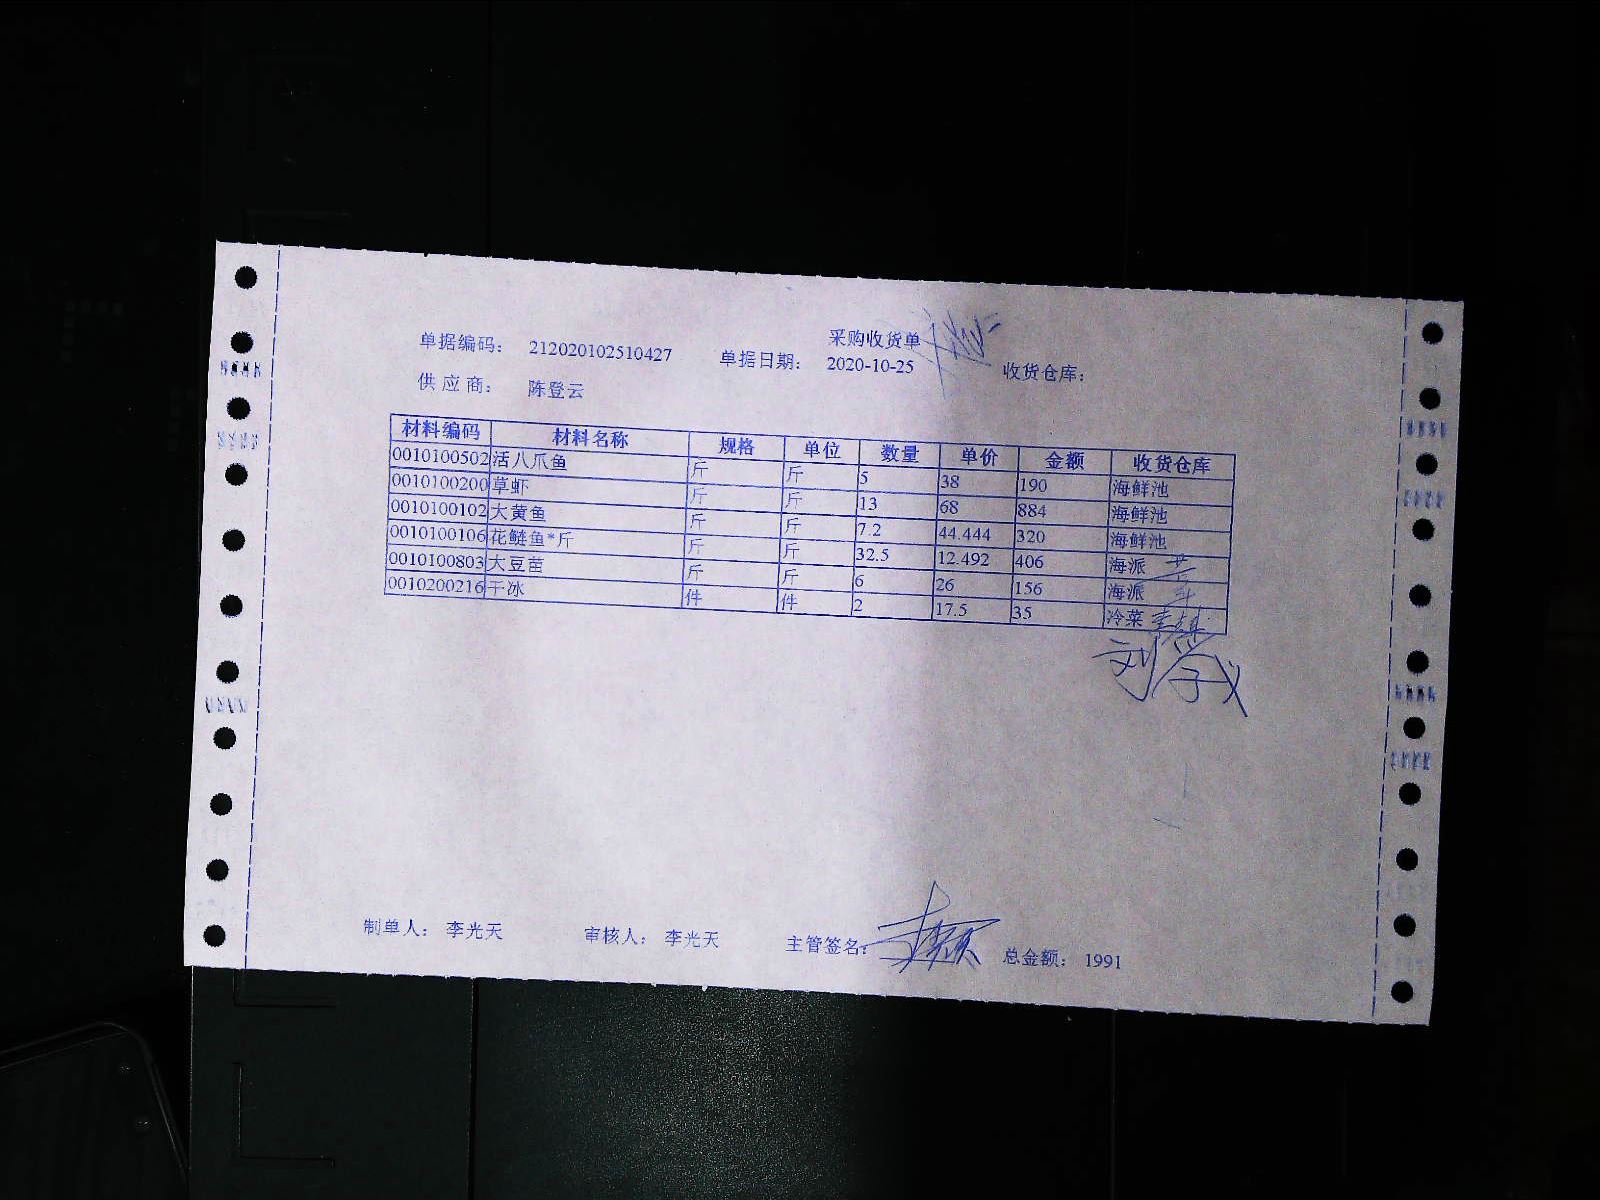 采购收货单
单据编码： 212020102510427 单据日期： 2020-10-25 收货仓库：
供 应 商： 陈登云
材料编码 材料名称 规格 单位 数量 单价 金额 收货仓库
0010100502 活八爪鱼 斤 斤 5 38 190 海鲜池
0010100200 草虾 斤 斤 13 68 884 海鲜池
0010100102 大黄鱼 斤 斤 7.2 44.444 320 海鲜池
0010100106 花鲢鱼*斤 斤 斤 32.5 12.492 406 海派
0010100803 大豆苗 斤 斤 6 26 156 海派
0010200216 干冰 件 件 2 17.5 35 冷菜
制单人： 李光天 审核人： 李光天 主管签名： 总金额： 1991